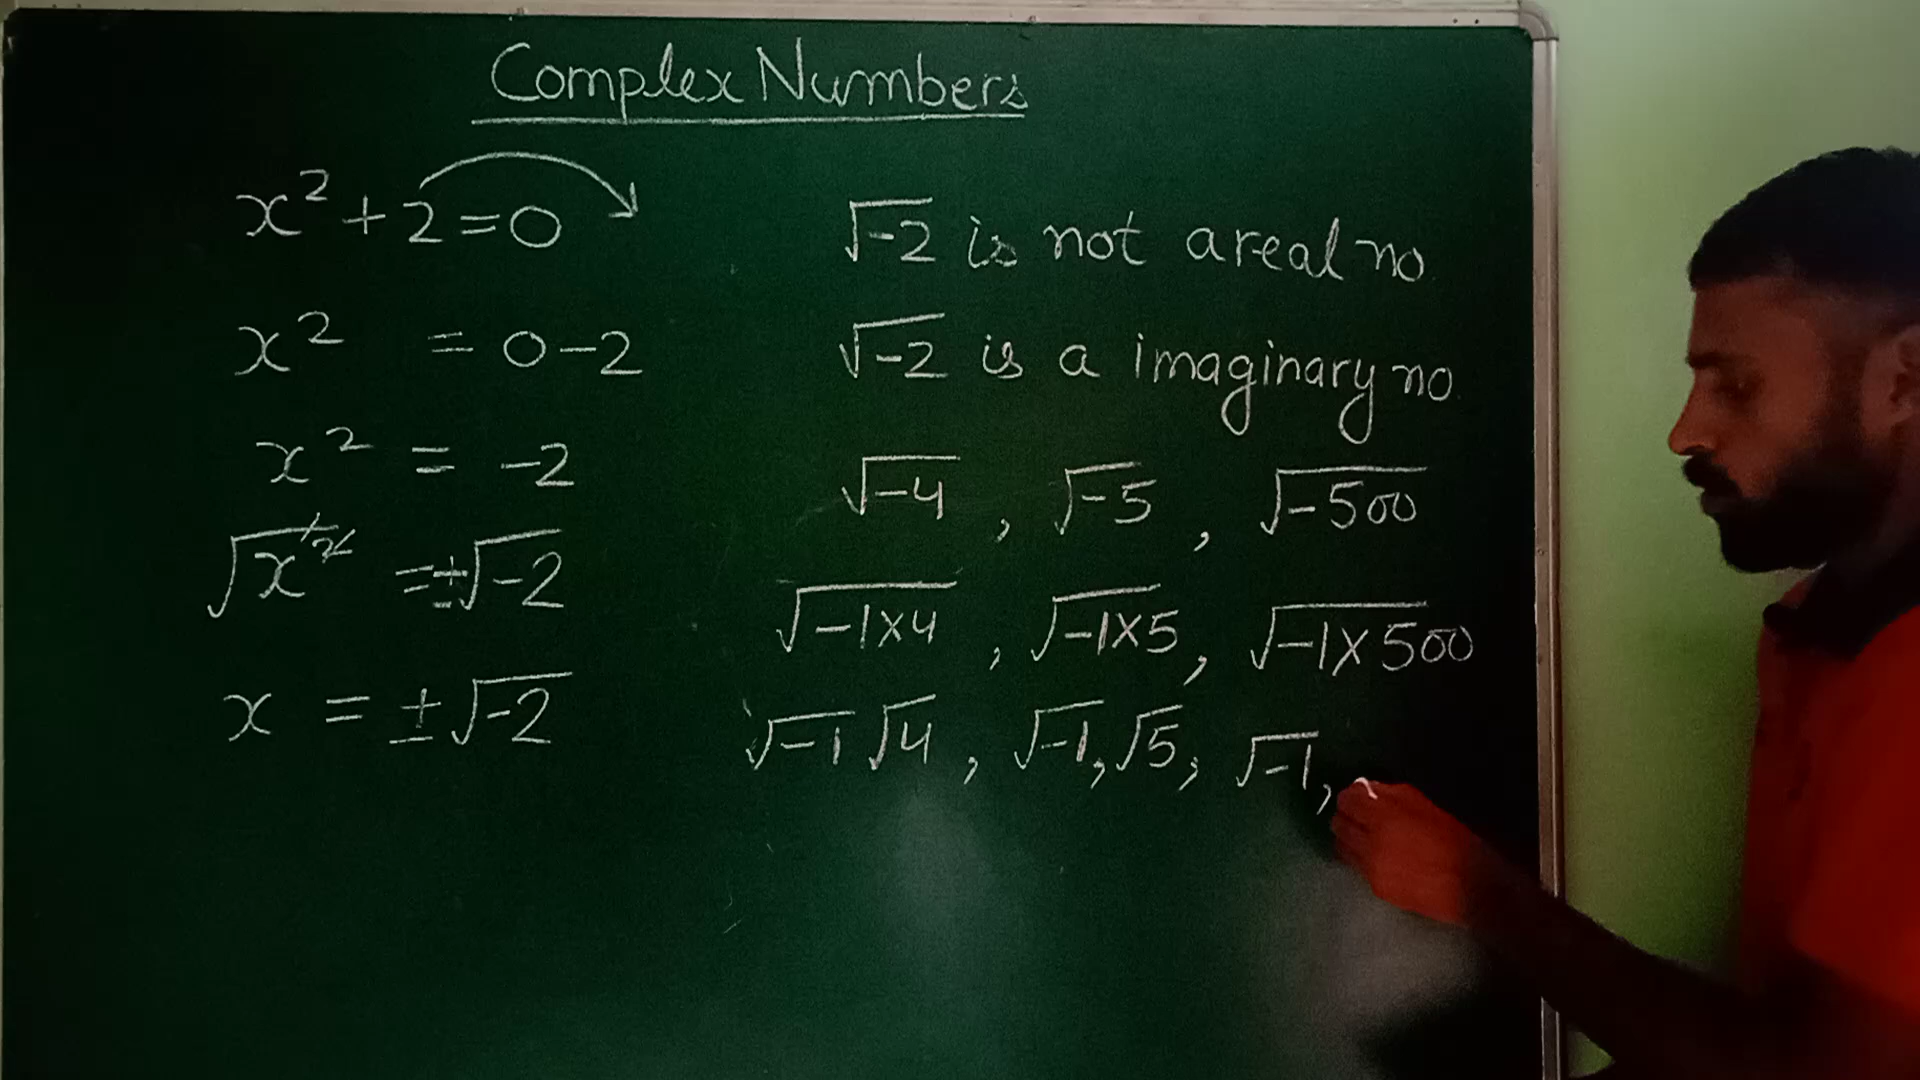 Complex Numbers
x² + 2 = 0
x² = 0 - 2
x² = -2
√x² = ±√-2
x = ±√-2
√-2 is not a real no.
√-2 is a imaginary no.
√-4 , √-5 , √-500
√-1×4 , √-1×5 , √-1×500
√-1 √4 , √-1, √5, √-1,